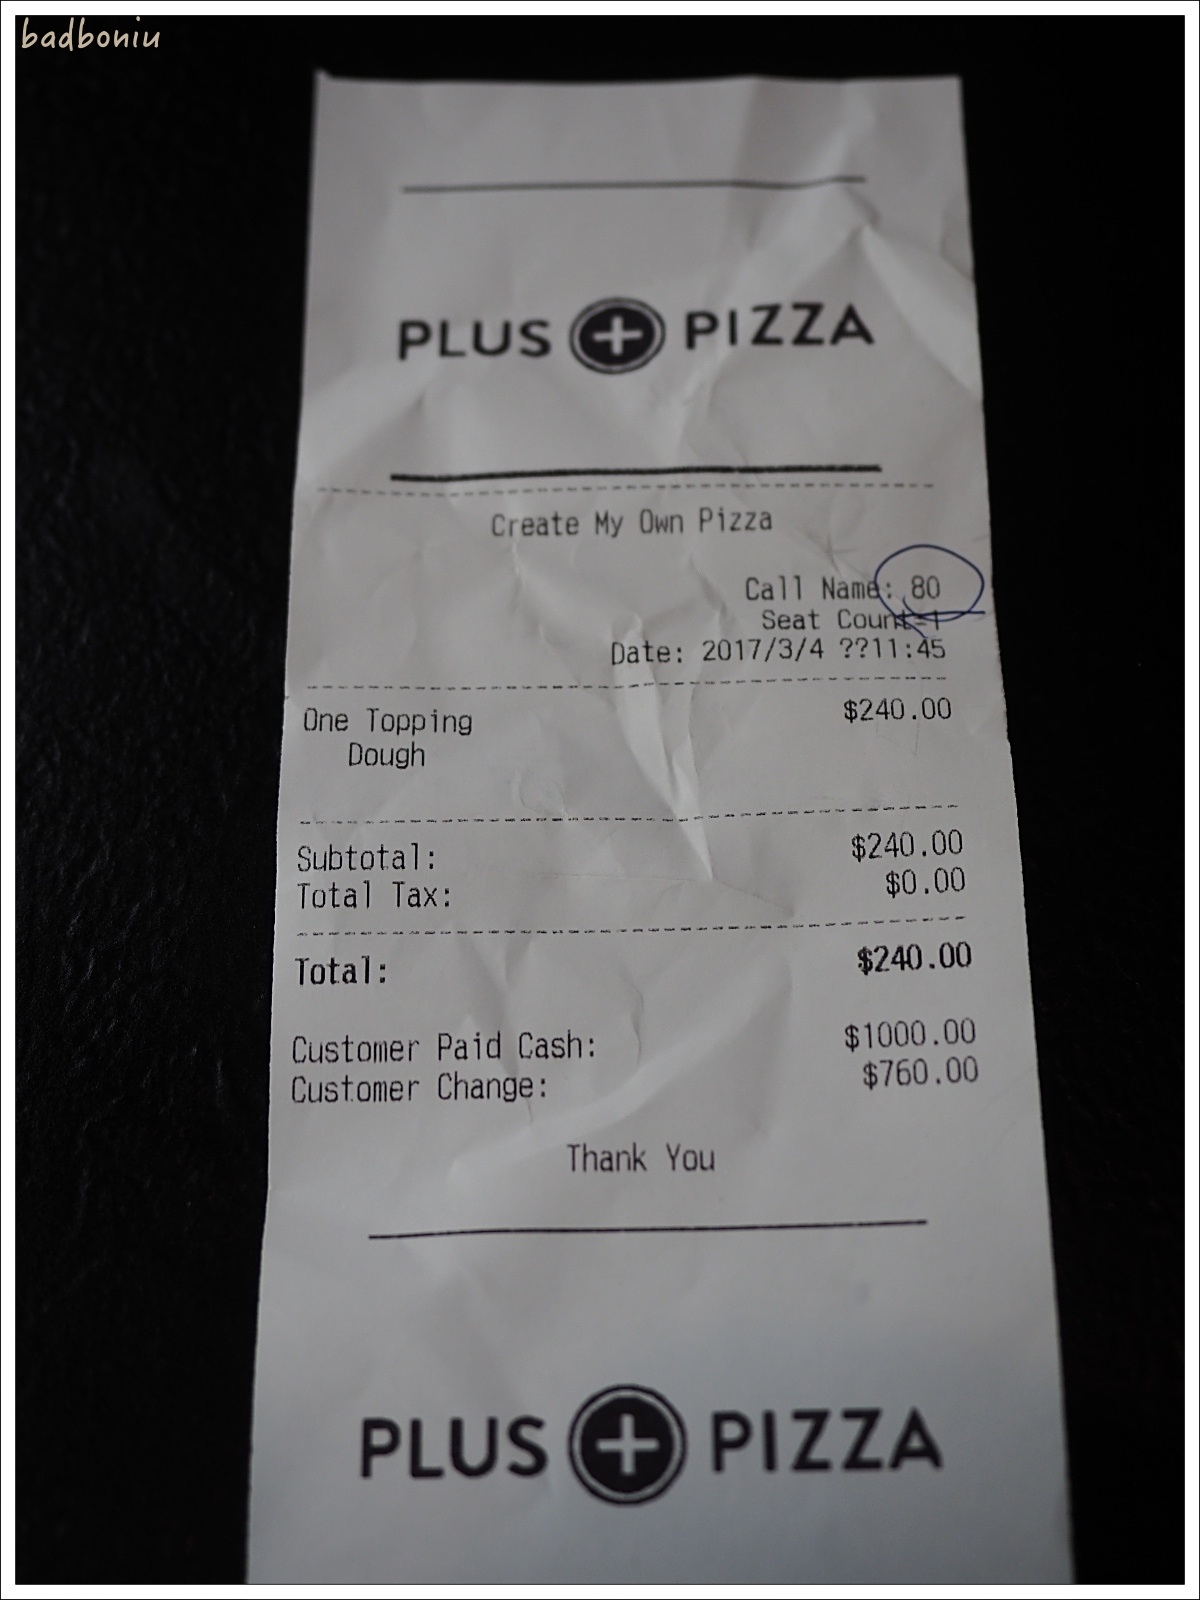 badboniu
PLUS + PIZZA
Create My Own Pizza
Call Name: 80
Seat Count=1
Date: 2017/3/4 ??11:45
One Topping $240.00
Dough
Subtotal: $240.00
Total Tax: $0.00
Total: $240.00
Customer Paid Cash: $1000.00
Customer Change: $760.00
Thank You
PLUS + PIZZA